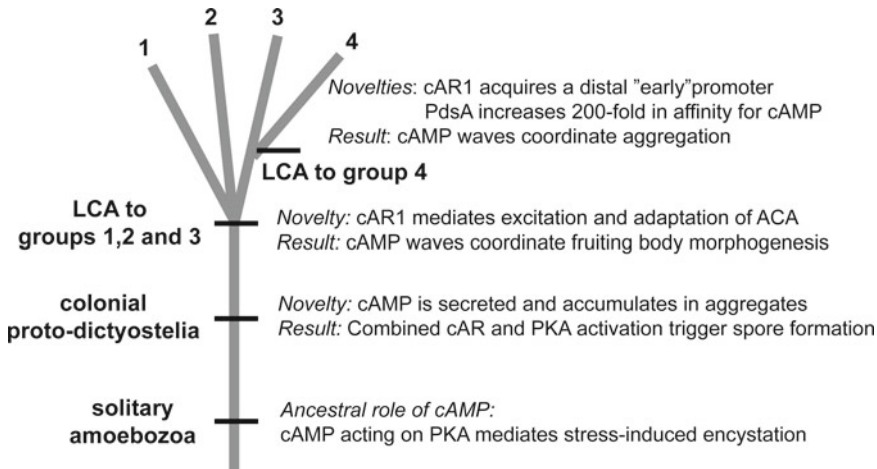 1
2
3
4
Novelties: cAR1 acquires a distal ”early”promoter
PdsA increases 200-fold in affinity for cAMP
Result: cAMP waves coordinate aggregation
LCA to group 4
LCA to
groups 1,2 and 3
Novelty: cAR1 mediates excitation and adaptation of ACA
Result: cAMP waves coordinate fruiting body morphogenesis
colonial
proto-dictyostelia
Novelty: cAMP is secreted and accumulates in aggregates
Result: Combined cAR and PKA activation trigger spore formation
solitary
amoebozoa
Ancestral role of cAMP:
cAMP acting on PKA mediates stress-induced encystation